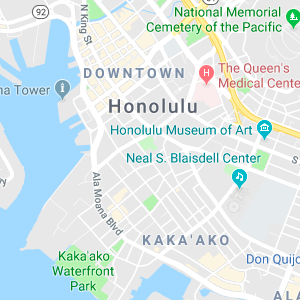 National Memorial
Cemetery of the Pacific
92
N King St
DOWNTOWN
The Queen's
Medical Cente
na Tower
Honolulu
Honolulu Museum of Art
Neal S. Blaisdell Center
Ala Moana Blvd
KAKA'AKO
Kaka'ako
Waterfront
Park
Don Quijo
ALA